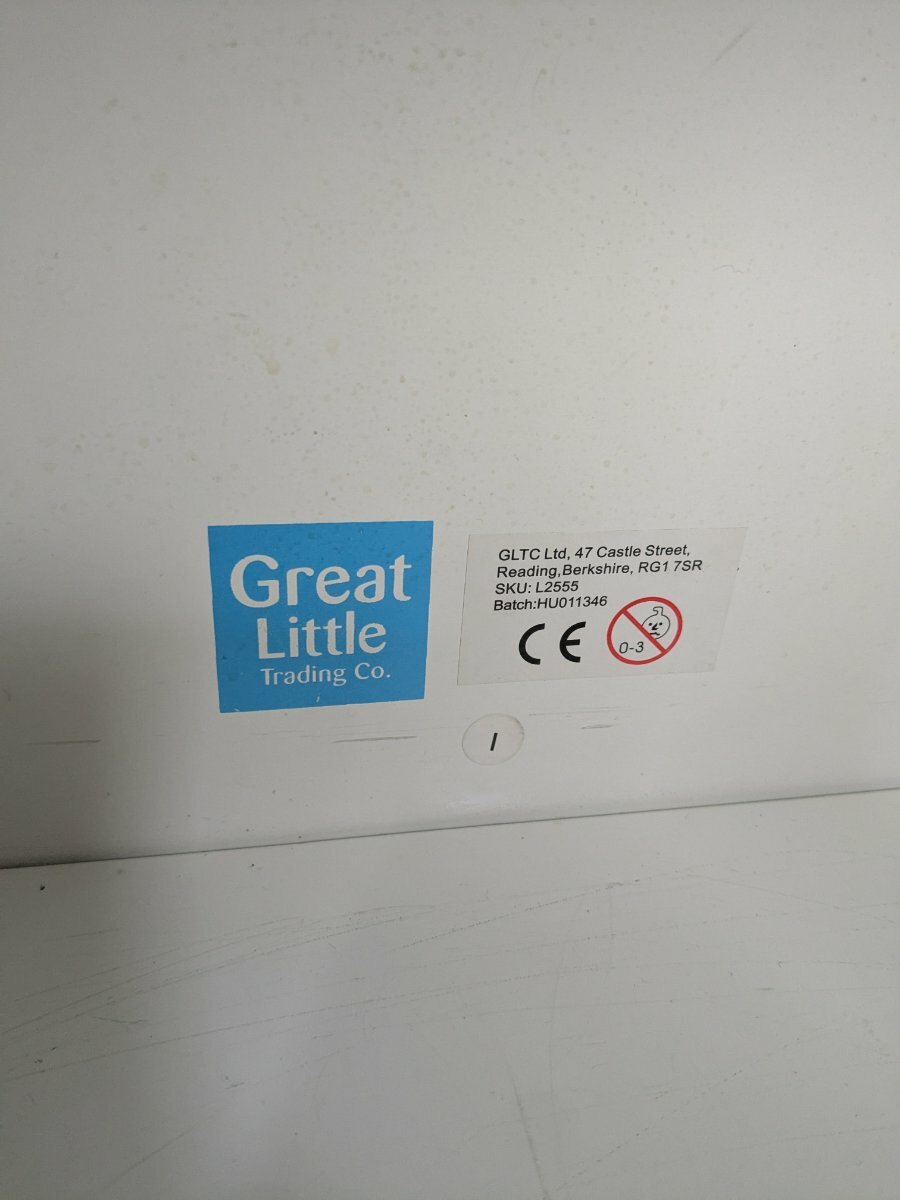 Great
Little
Trading Co.
GLTC Ltd, 47 Castle Street,
Reading,Berkshire, RG1 7SR
SKU: L2555
Batch:HU011346
CE
0-3
I